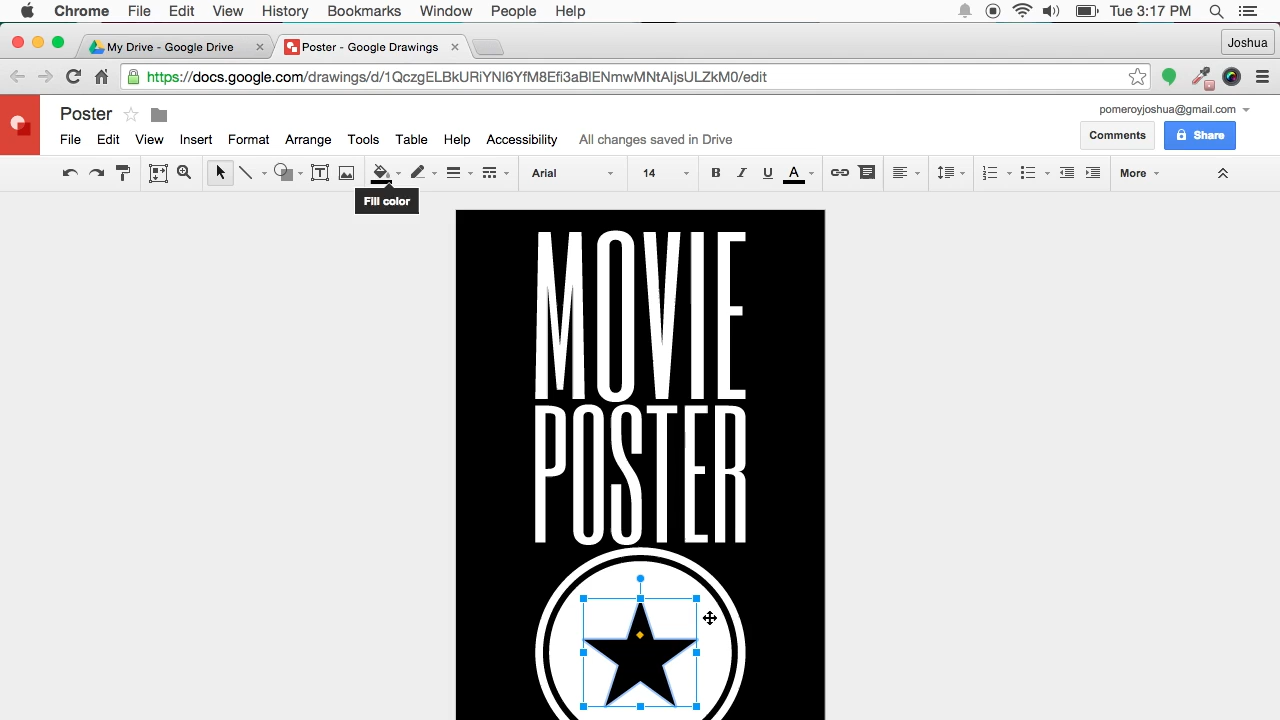 Chrome File Edit View History Bookmarks Window People Help Tue 3:17 PM
My Drive - Google Drive Poster - Google Drawings Joshua
https://docs.google.com/drawings/d/1QczgELBkURiYNI6YfM8Efi3aBlENmwMNtAljsULZkM0/edit
Poster pomeroyjoshua@gmail.com
File Edit View Insert Format Arrange Tools Table Help Accessibility All changes saved in Drive Comments Share
Arial 14 B I U A More
Fill color
MOVIE
POSTER